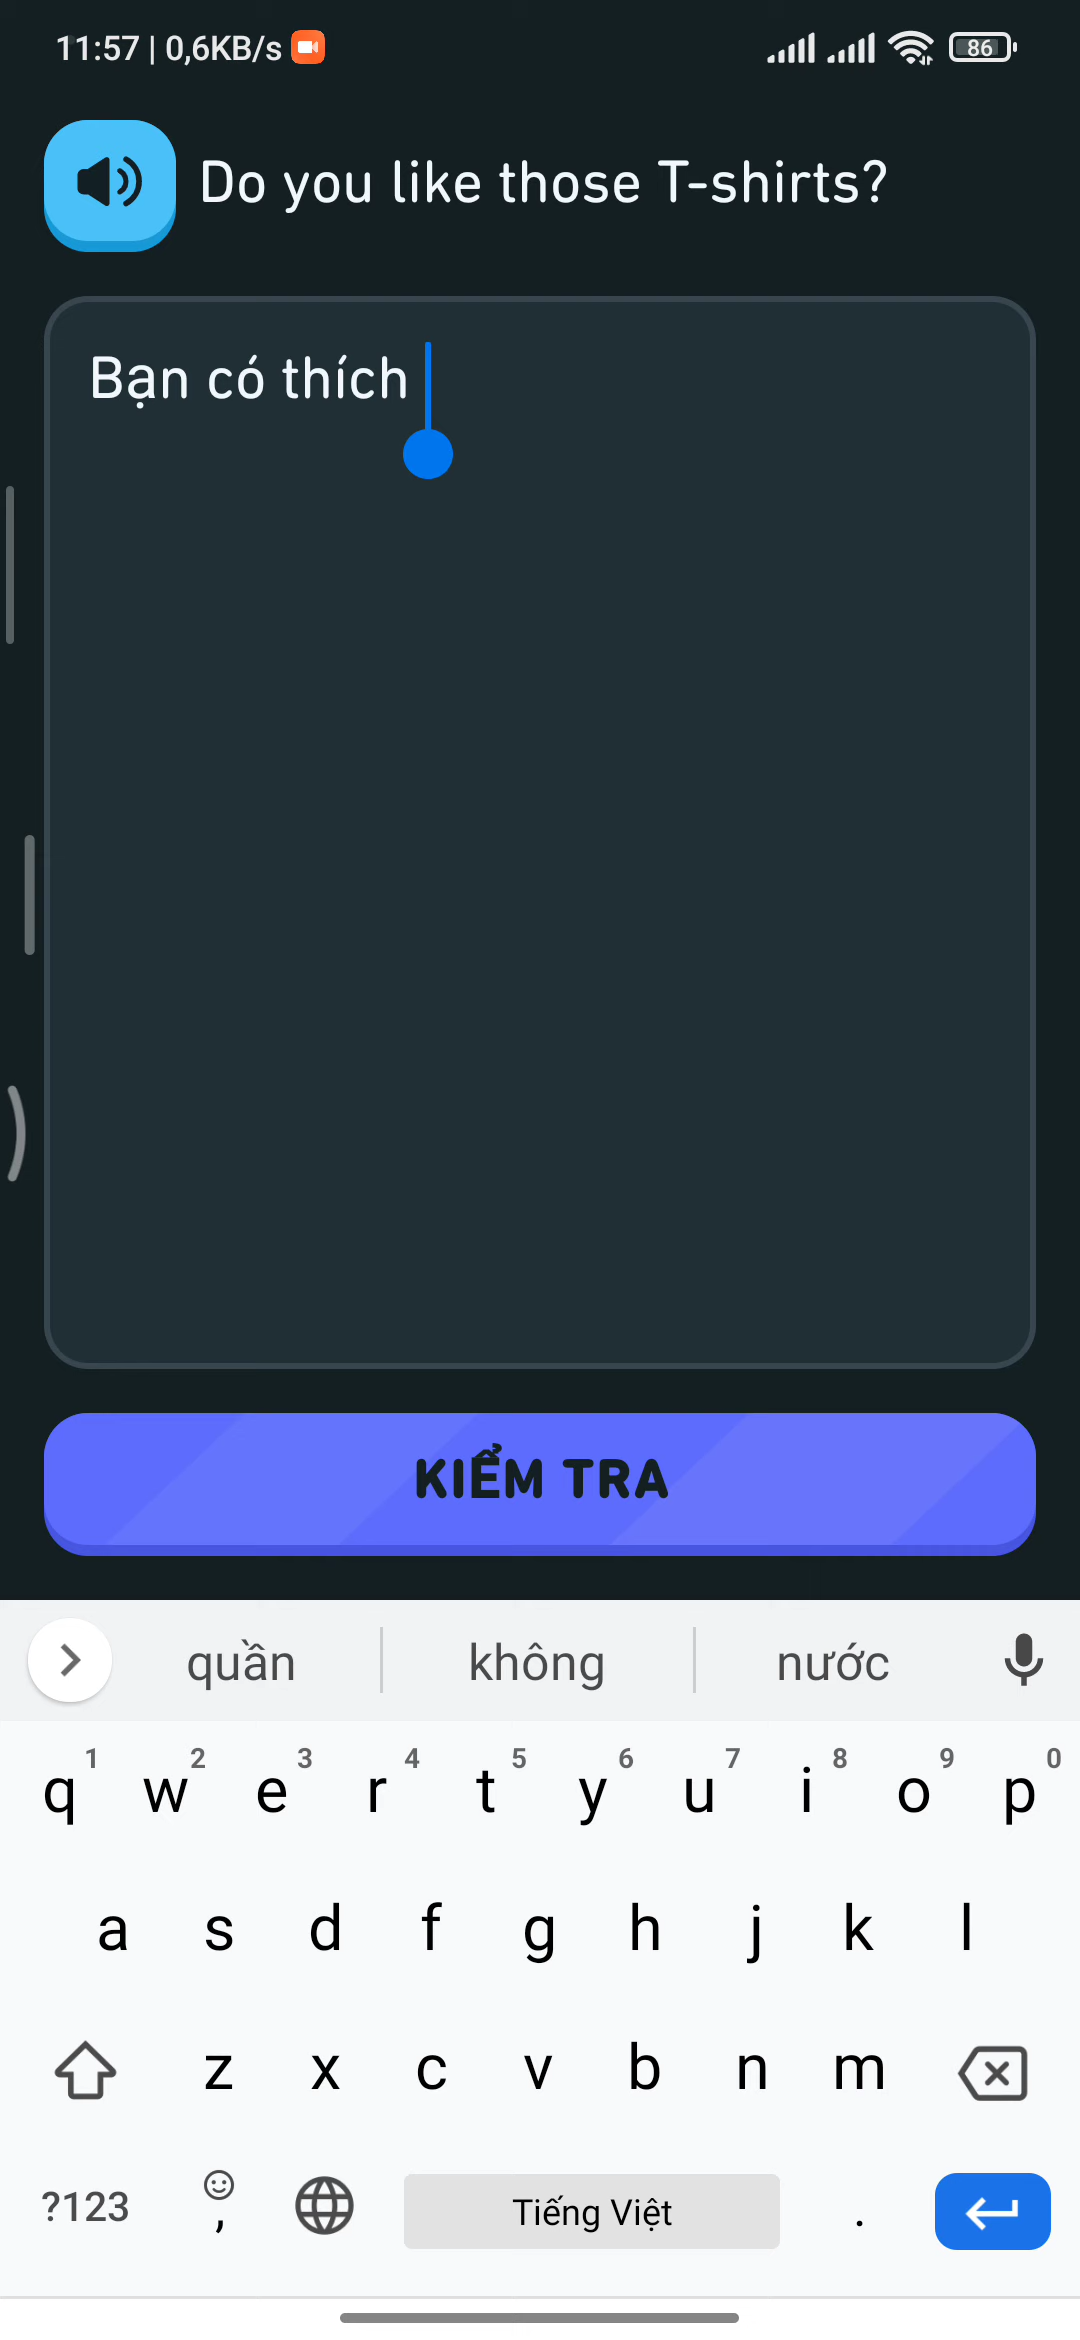 11:57 | 0,6KB/s 86
Do you like those T-shirts?
Bạn có thích
KIỂM TRA
quần không nước
1 2 3 4 5 6 7 8 9 0
q w e r t y u i o p
a s d f g h j k l
z x c v b n m
?123 , Tiếng Việt .